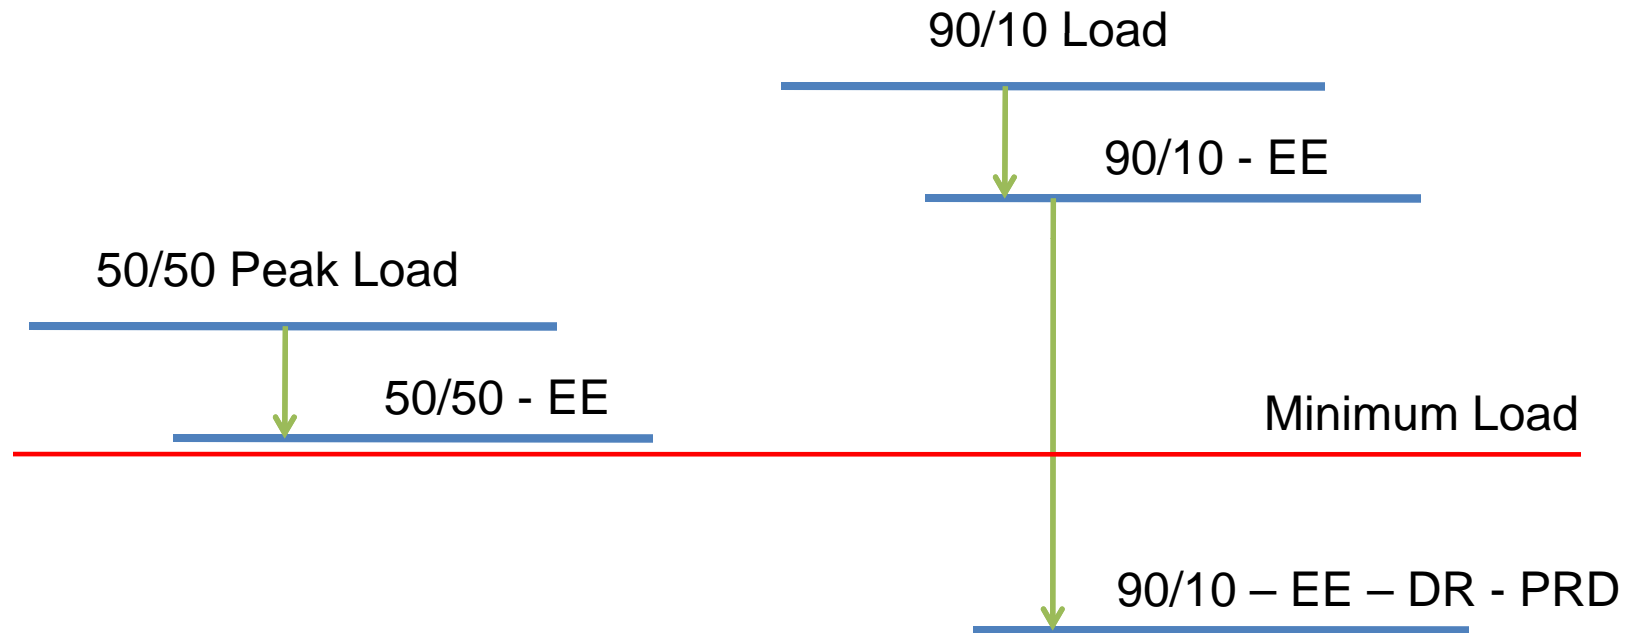 90/10 Load
90/10 - EE
50/50 Peak Load
50/50 - EE
Minimum Load
90/10 – EE – DR - PRD